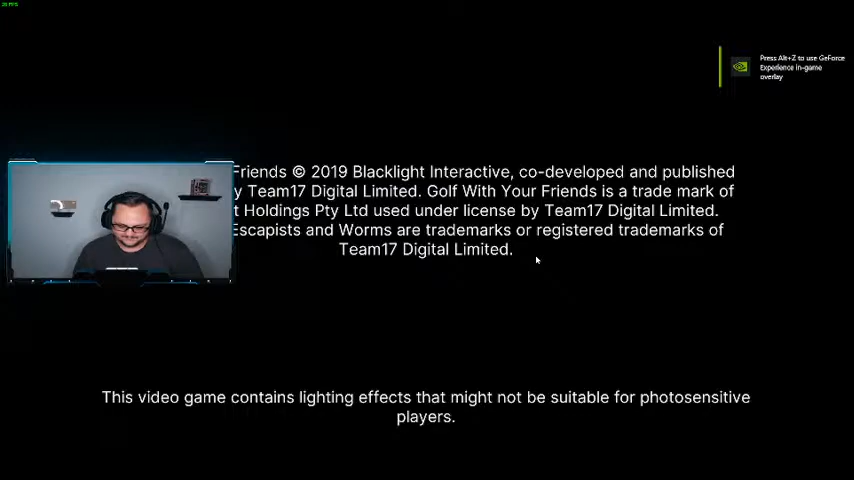 Press Alt+Z to use GeForce
Experience in-game
overlay
Friends © 2019 Blacklight Interactive, co-developed and published
y Team17 Digital Limited. Golf With Your Friends is a trade mark of
t Holdings Pty Ltd used under license by Team17 Digital Limited.
Escapists and Worms are trademarks or registered trademarks of
Team17 Digital Limited.
This video game contains lighting effects that might not be suitable for photosensitive
players.